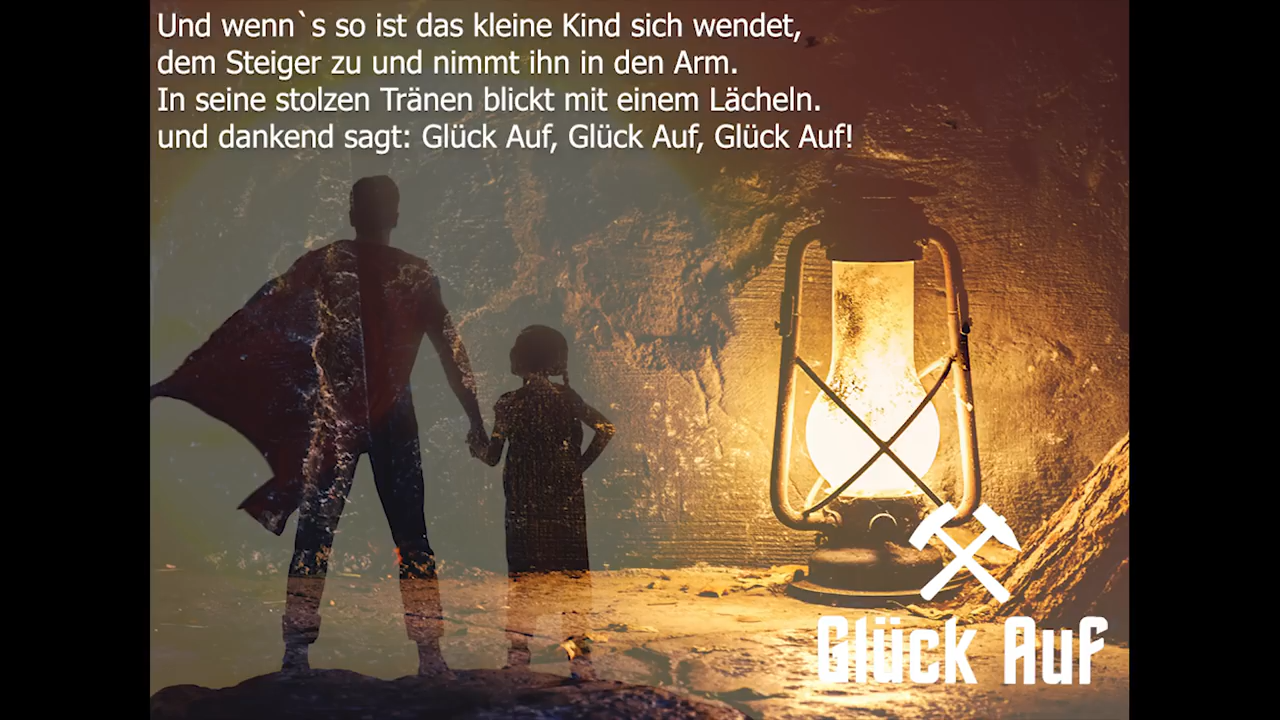 Und wenn`s so ist das kleine Kind sich wendet,
dem Steiger zu und nimmt ihn in den Arm.
In seine stolzen Tränen blickt mit einem Lächeln.
und dankend sagt: Glück Auf, Glück Auf, Glück Auf!
Glück Auf